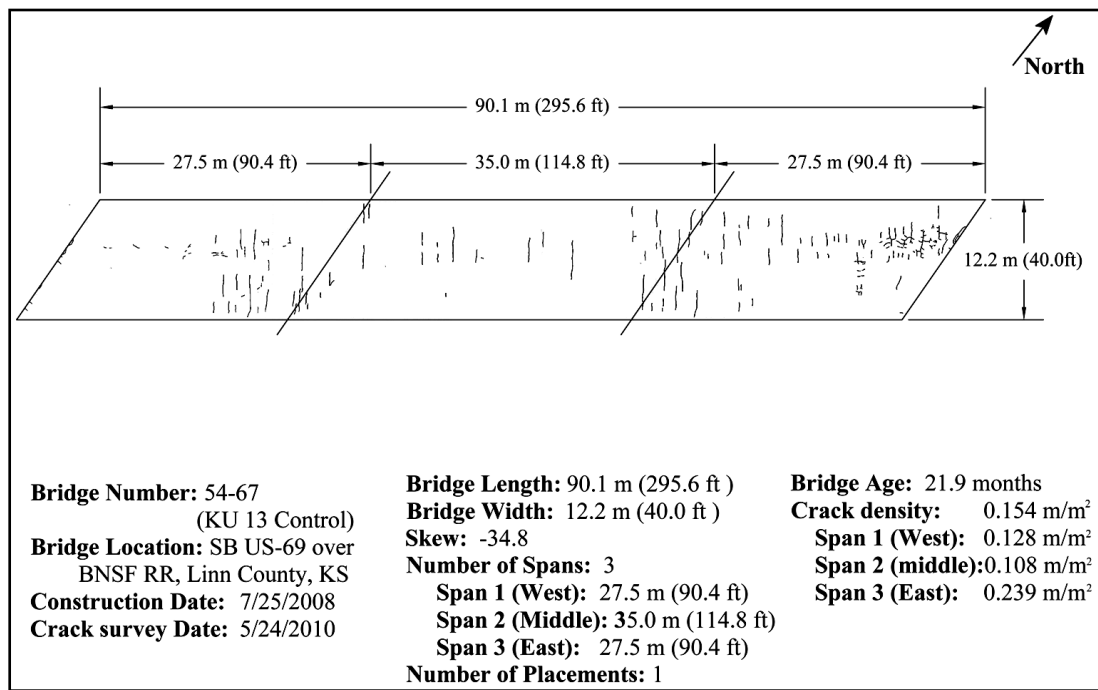 North
90.1 m (295.6 ft)
27.5 m (90.4 ft)
35.0 m (114.8 ft)
27.5 m (90.4 ft)
12.2 m (40.0ft)
Bridge Number: 54-67
(KU 13 Control)
Bridge Location: SB US-69 over
BNSF RR, Linn County, KS
Construction Date: 7/25/2008
Crack survey Date: 5/24/2010
Bridge Length: 90.1 m (295.6 ft )
Bridge Width: 12.2 m (40.0 ft )
Skew: -34.8
Number of Spans: 3
Span 1 (West): 27.5 m (90.4 ft)
Span 2 (Middle): 35.0 m (114.8 ft)
Span 3 (East): 27.5 m (90.4 ft)
Number of Placements: 1
Bridge Age: 21.9 months
Crack density: 0.154 m/m²
Span 1 (West): 0.128 m/m²
Span 2 (middle):0.108 m/m²
Span 3 (East): 0.239 m/m²